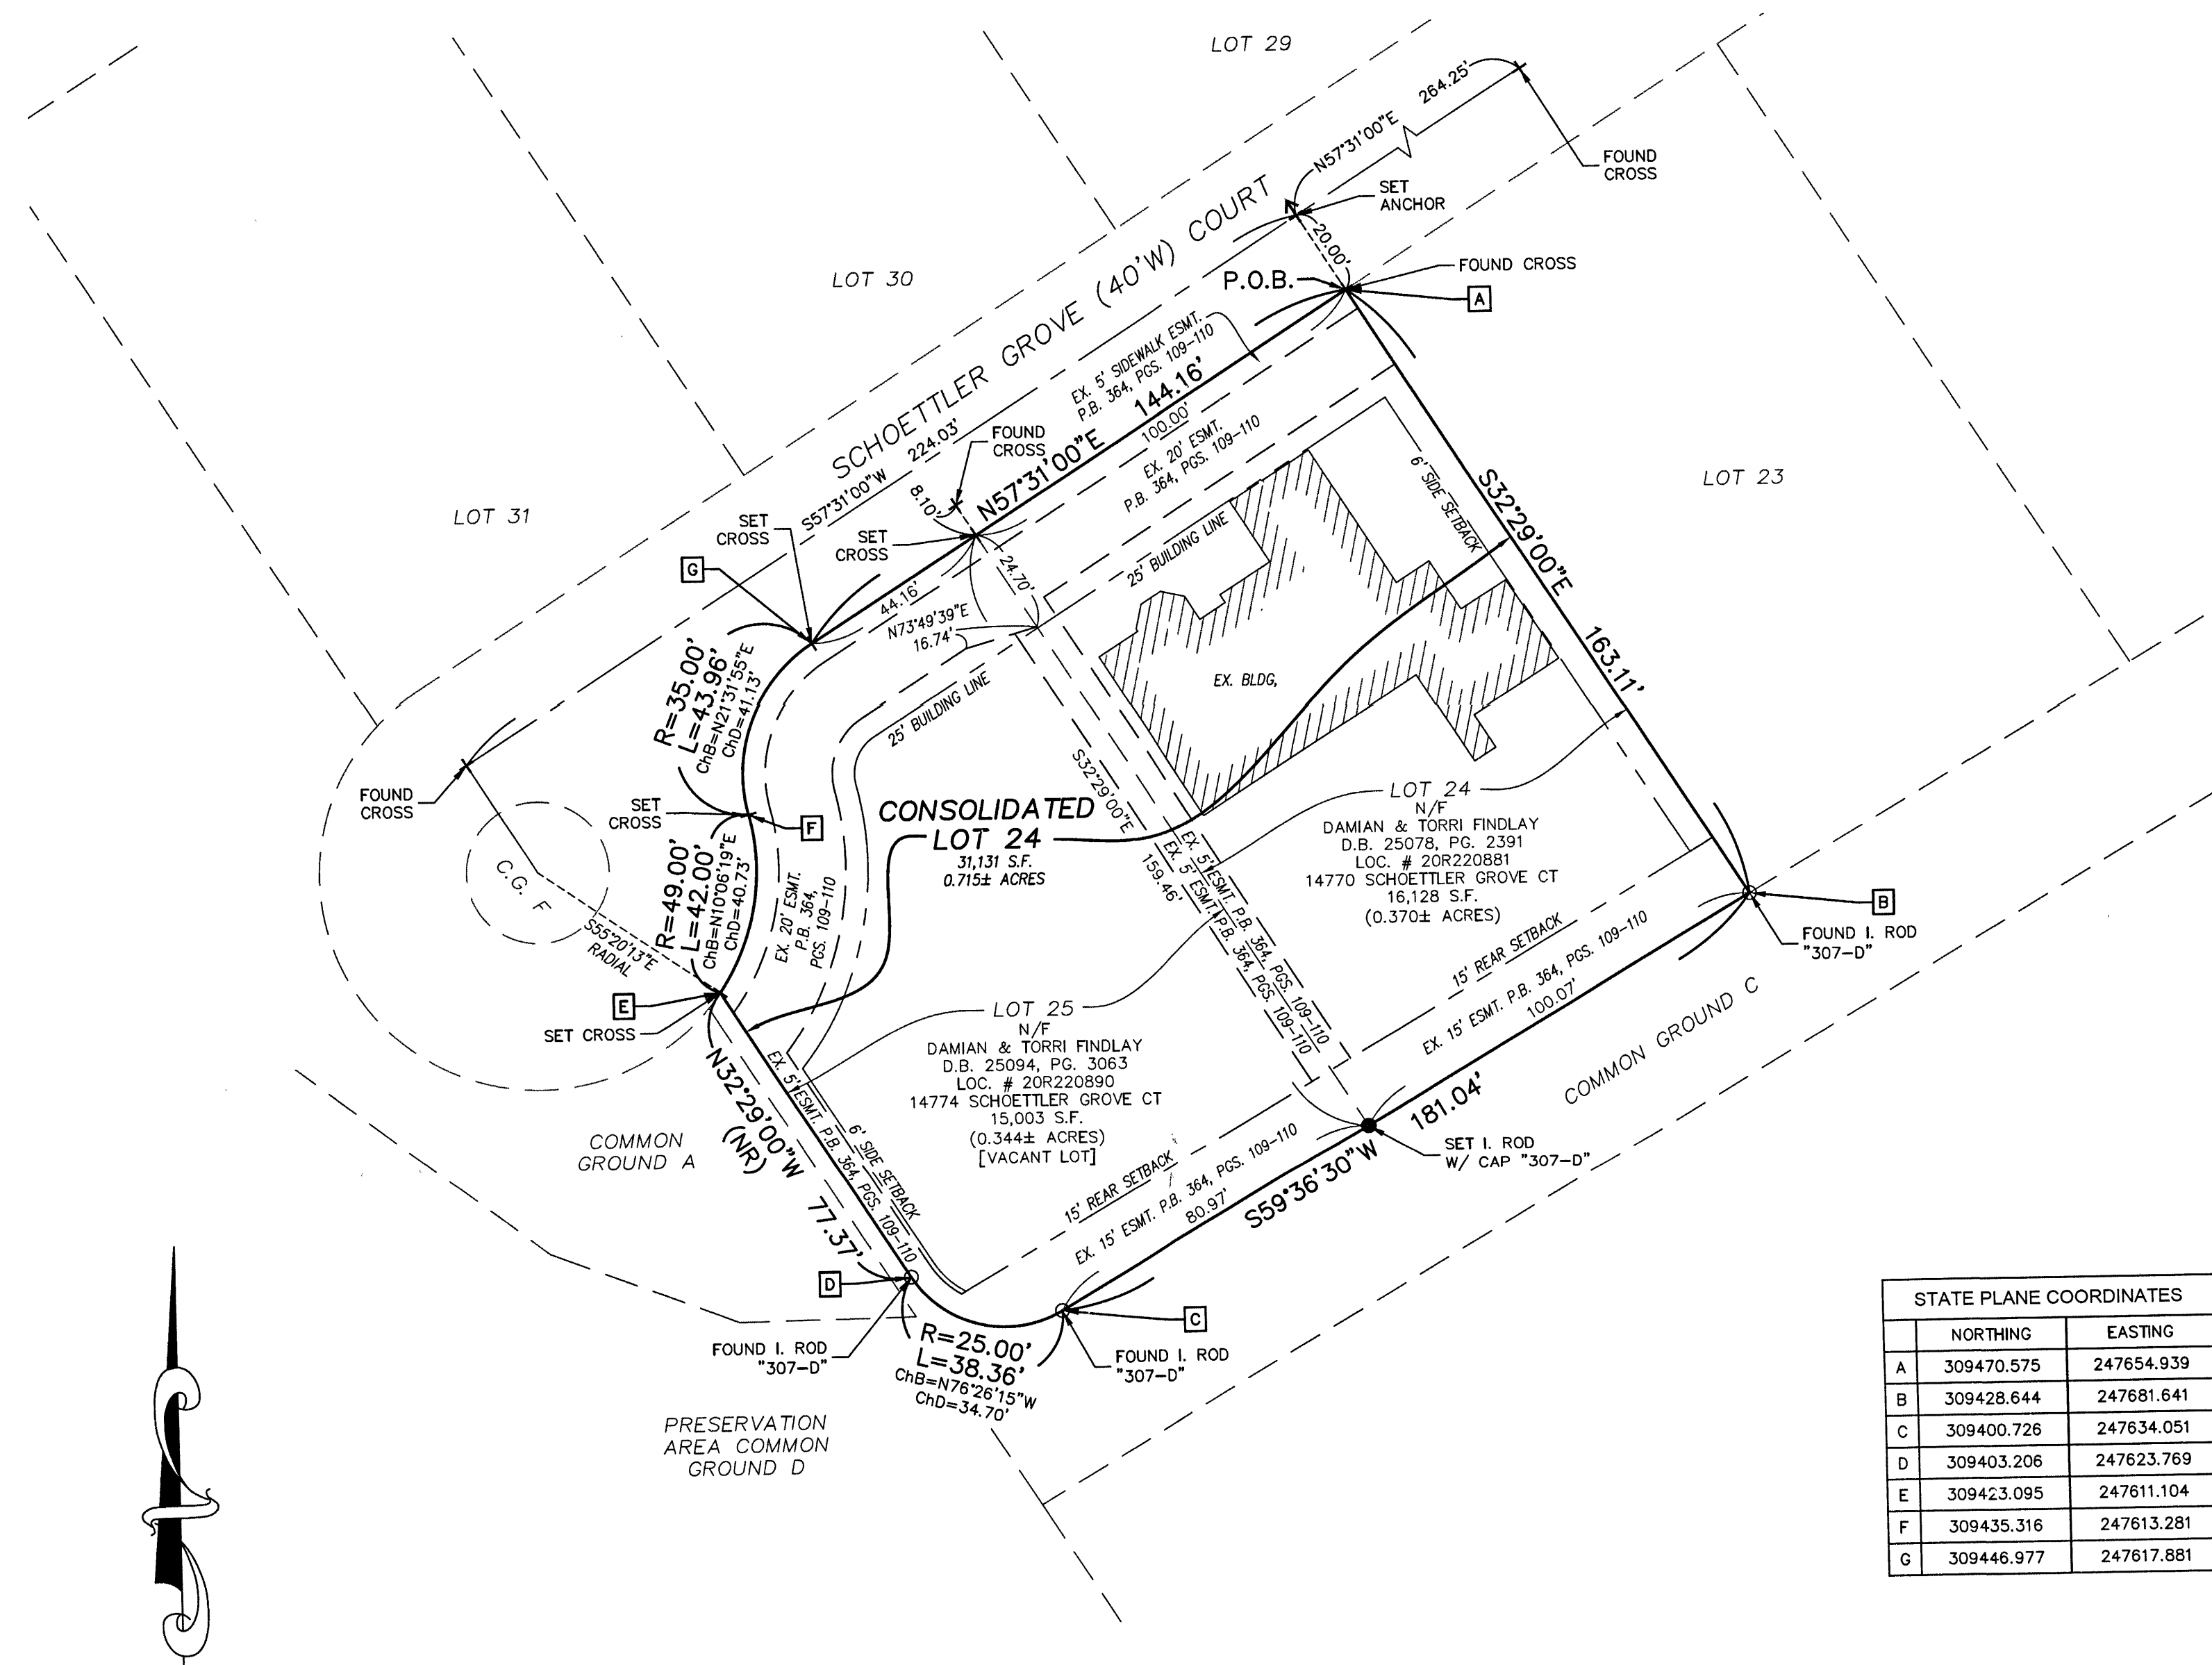 LOT 29
264.25'
N57°31'00"E
FOUND
CROSS
SET
ANCHOR
20.00'
FOUND CROSS
P.O.B.
A
SCHOETTLER GROVE (40'W) COURT
LOT 30
LOT 31
LOT 23
EX. 5' SIDEWALK ESMT.
P.B. 364, PGS. 109-110
N57°31'00"E 144.16'
100.00'
EX. 20' ESMT.
P.B. 364, PGS. 109-110
S57°31'00"W 224.03'
FOUND
CROSS
8.10'
SET
CROSS
SET
CROSS
G
24.70'
44.16'
N73°49'39"E
16.74'
25' BUILDING LINE
25' BUILDING LINE
6' SIDE SETBACK
S32°29'00"E 163.11'
EX. BLDG,
R=35.00'
L=43.96'
ChB=N21°31'55"E
ChD=41.13'
FOUND
CROSS
SET
CROSS
F
R=49.00'
L=42.00'
ChB=N10°06'19"E
ChD=40.73'
C.G. F
S55°20'13"E
RADIAL
EX. 20' ESMT.
P.B. 364,
PGS. 109-110
CONSOLIDATED
LOT 24
31,131 S.F.
0.715± ACRES
S32°29'00"E 159.46'
EX. 5' ESMT. P.B. 364, PGS. 109-110
EX. 5' ESMT. P.B. 364, PGS. 109-110
LOT 24
N/F
DAMIAN & TORRI FINDLAY
D.B. 25078, PG. 2391
LOC. # 20R220881
14770 SCHOETTLER GROVE CT
16,128 S.F.
(0.370± ACRES)
B
FOUND I. ROD
"307-D"
15' REAR SETBACK
EX. 15' ESMT. P.B. 364, PGS. 109-110
100.07'
COMMON GROUND C
E
SET CROSS
LOT 25
N/F
DAMIAN & TORRI FINDLAY
D.B. 25094, PG. 3063
LOC. # 20R220890
14774 SCHOETTLER GROVE CT
15,003 S.F.
(0.344± ACRES)
[VACANT LOT]
N32°29'00"W 77.37'
(NR)
EX. 5' ESMT. P.B. 364, PGS. 109-110
6' SIDE SETBACK
COMMON
GROUND A
15' REAR SETBACK
EX. 15' ESMT. P.B. 364, PGS. 109-110
80.97'
S59°36'30"W 181.04'
SET I. ROD
W/ CAP "307-D"
D
FOUND I. ROD
"307-D"
C
FOUND I. ROD
"307-D"
R=25.00'
L=38.36'
ChB=N76°26'15"W
ChD=34.70'
PRESERVATION
AREA COMMON
GROUND D
STATE PLANE COORDINATES
NORTHING EASTING
A 309470.575 247654.939
B 309428.644 247681.641
C 309400.726 247634.051
D 309403.206 247623.769
E 309423.095 247611.104
F 309435.316 247613.281
G 309446.977 247617.881